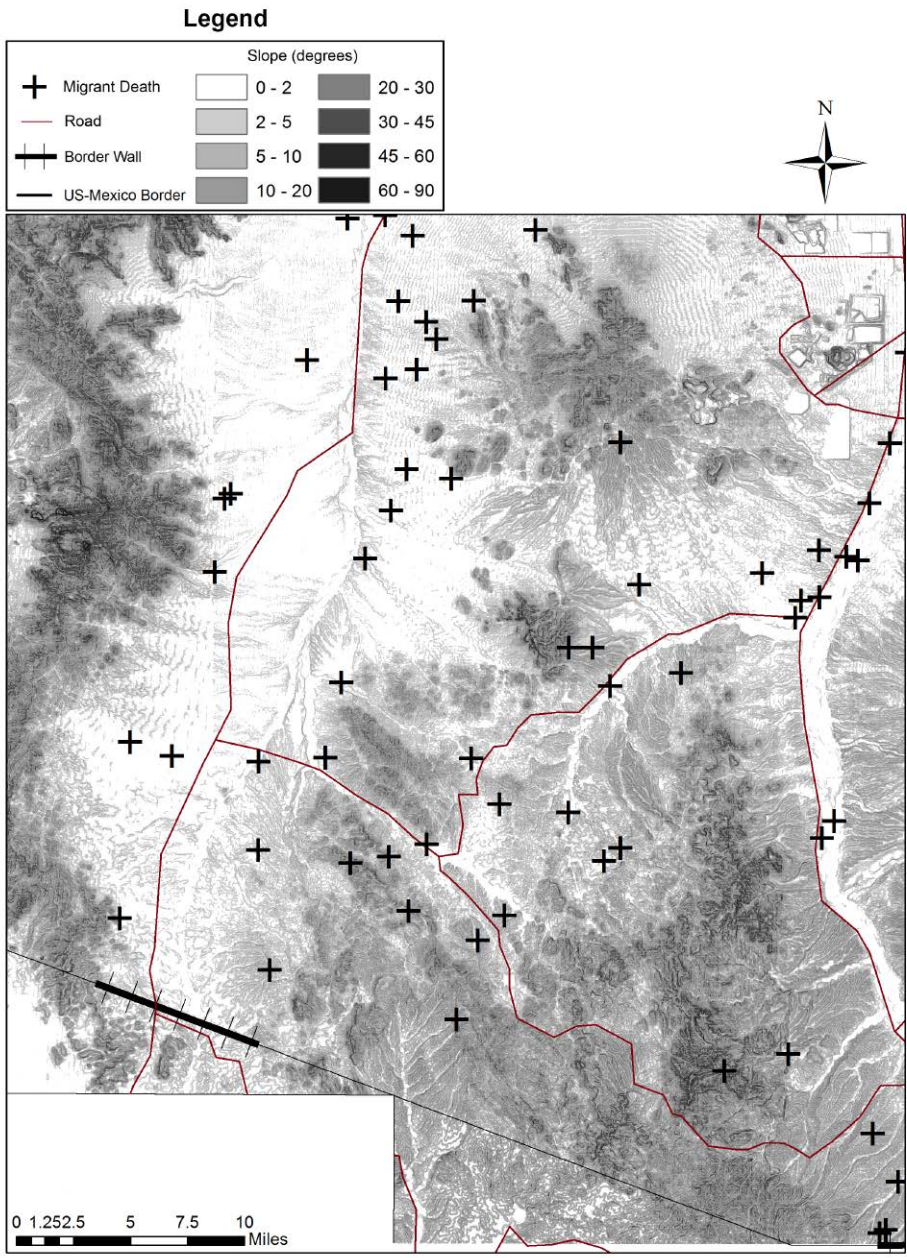 Legend
Slope (degrees)
Migrant Death 0 - 2 20 - 30
Road 2 - 5 30 - 45
Border Wall 5 - 10 45 - 60
US-Mexico Border 10 - 20 60 - 90
N
0 1.252.5 5 7.5 10
Miles